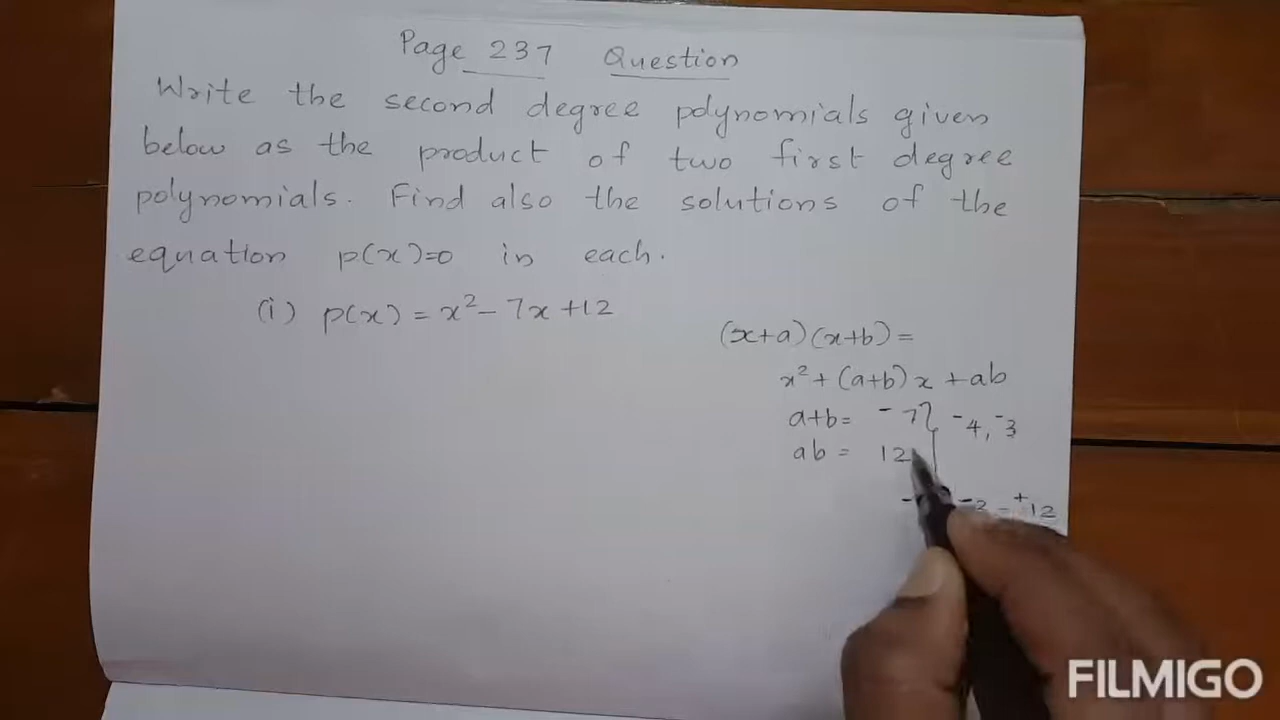 Page 237 Question
Write the second degree polynomials given
below as the product of two first degree
polynomials. Find also the solutions of the
equation p(x)=0 in each.
(i) p(x) = x² - 7x +12
(x+a)(x+b) =
x² + (a+b) x + ab
a+b = -7} -4, -3
ab = 12
= +12
FILMIGO